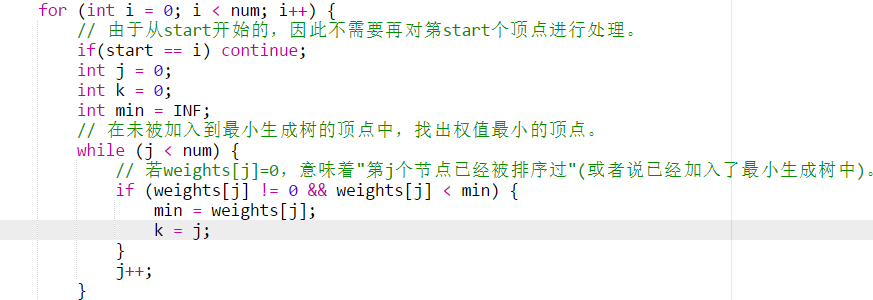 for (int i = 0; i < num; i++) {
// 由于从start开始的，因此不需要再对第start个顶点进行处理。
if(start == i) continue;
int j = 0;
int k = 0;
int min = INF;
// 在未被加入到最小生成树的顶点中，找出权值最小的顶点。
while (j < num) {
// 若weights[j]=0，意味着"第j个节点已经被排序过"(或者说已经加入了最小生成树中)。
if (weights[j] != 0 && weights[j] < min) {
min = weights[j];
k = j;
}
j++;
}